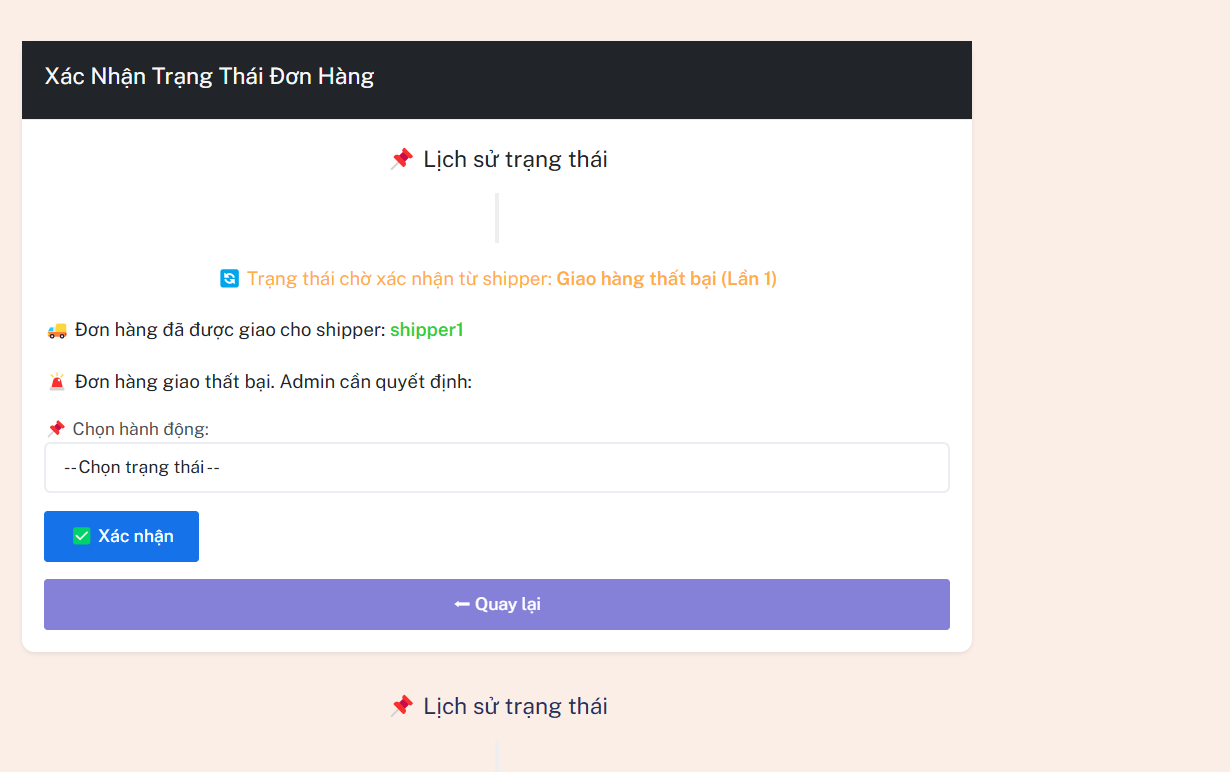 Xác Nhận Trạng Thái Đơn Hàng
📌 Lịch sử trạng thái
🔄 Trạng thái chờ xác nhận từ shipper: Giao hàng thất bại (Lần 1)
🚚 Đơn hàng đã được giao cho shipper: shipper1
🚨 Đơn hàng giao thất bại. Admin cần quyết định:
📌 Chọn hành động:
-- Chọn trạng thái --
✅ Xác nhận
⬅ Quay lại
📌 Lịch sử trạng thái